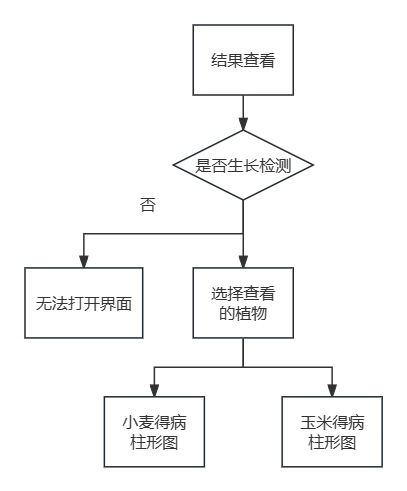 结果查看
是否生长检测
否
无法打开界面
选择查看
的植物
小麦得病
柱形图
玉米得病
柱形图